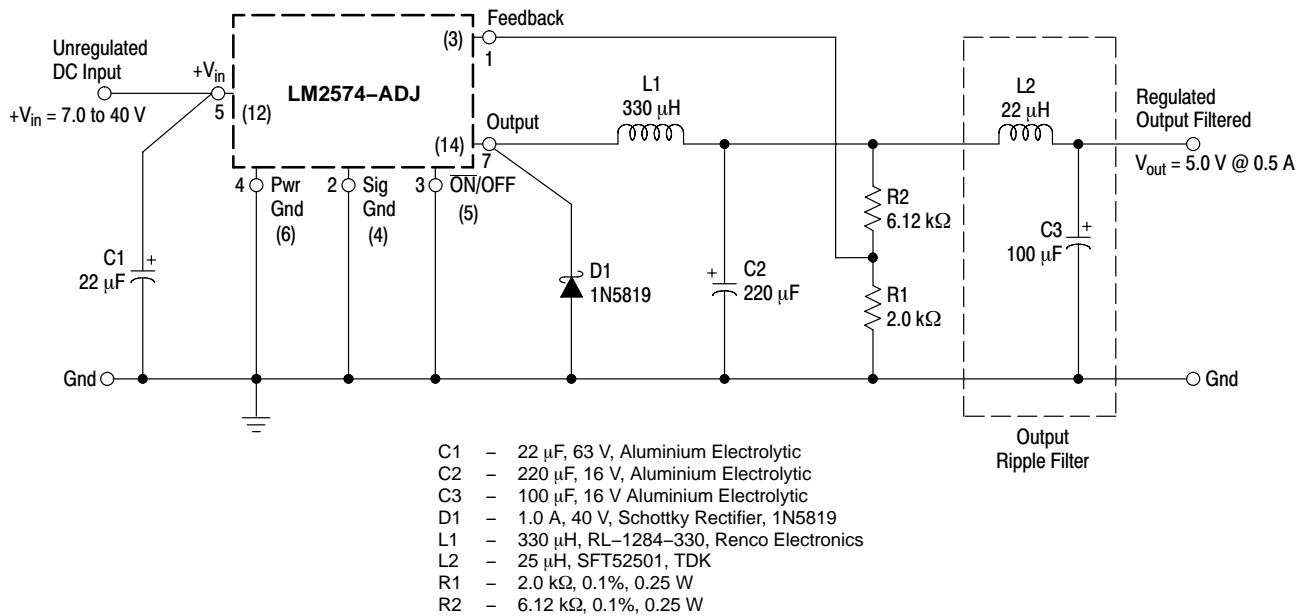 Feedback
(3)
1
Unregulated
DC Input
+Vin
LM2574–ADJ
L1
330 μH
L2
22 μH
Regulated
Output Filtered
+Vin = 7.0 to 40 V
5
(12)
Output
(14)
7
Vout = 5.0 V @ 0.5 A
4 Pwr
Gnd
(6)
2 Sig
Gnd
(4)
3 ON/OFF
(5)
R2
6.12 kΩ
C1
22 μF
+
D1
1N5819
+
C2
220 μF
R1
2.0 kΩ
C3
100 μF
+
Gnd
Gnd
Output
Ripple Filter
C1 – 22 μF, 63 V, Aluminium Electrolytic
C2 – 220 μF, 16 V, Aluminium Electrolytic
C3 – 100 μF, 16 V Aluminium Electrolytic
D1 – 1.0 A, 40 V, Schottky Rectifier, 1N5819
L1 – 330 μH, RL–1284–330, Renco Electronics
L2 – 25 μH, SFT52501, TDK
R1 – 2.0 kΩ, 0.1%, 0.25 W
R2 – 6.12 kΩ, 0.1%, 0.25 W